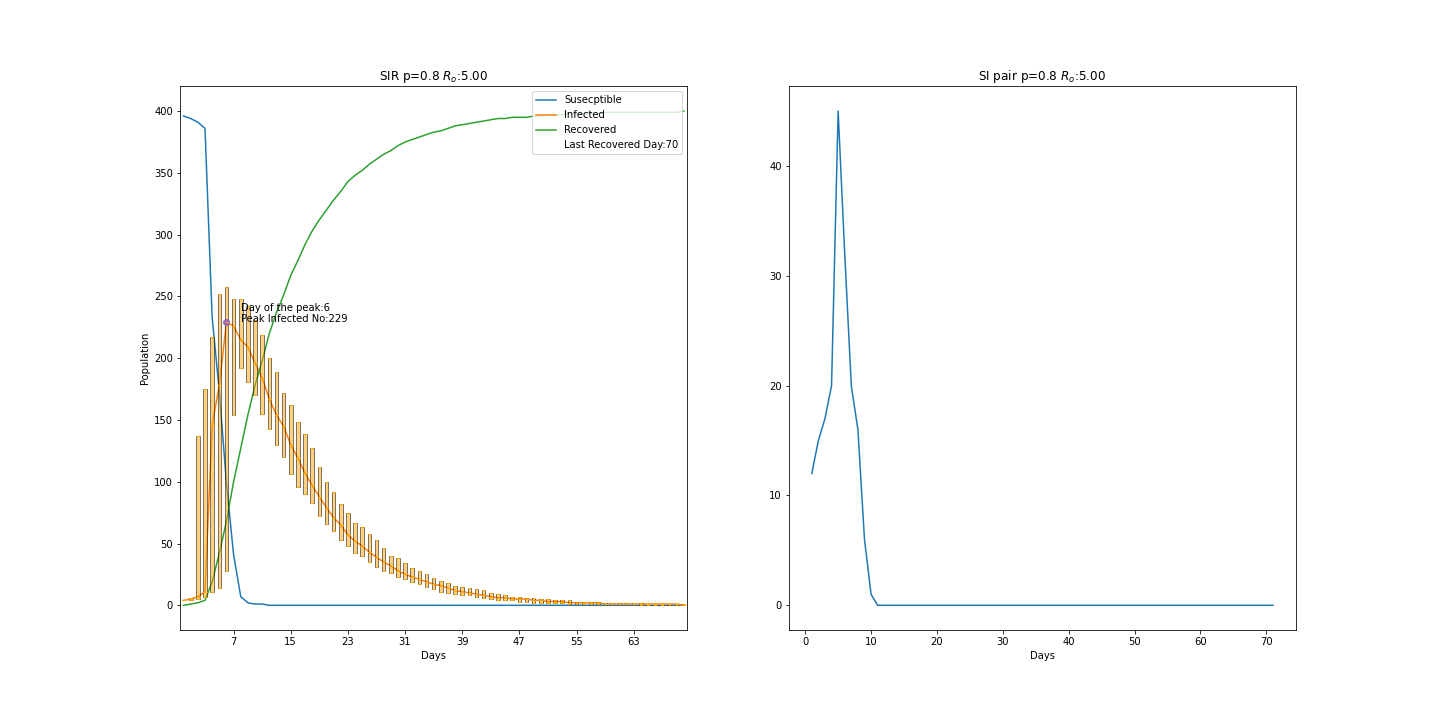 SIR p=0.8 Rₒ:5.00
Susecptible
Infected
Recovered
Last Recovered Day:70
Day of the peak:6
Peak Infected No:229
Population
400
350
300
250
200
150
100
50
0
7 15 23 31 39 47 55 63
Days
SI pair p=0.8 Rₒ:5.00
40
30
20
10
0
0 10 20 30 40 50 60 70
Days